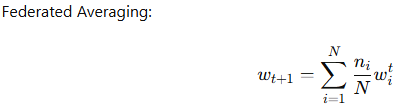 Federated Averaging:
w_{t+1} = \sum_{i=1}^{N} \frac{n_i}{N} w_i^t